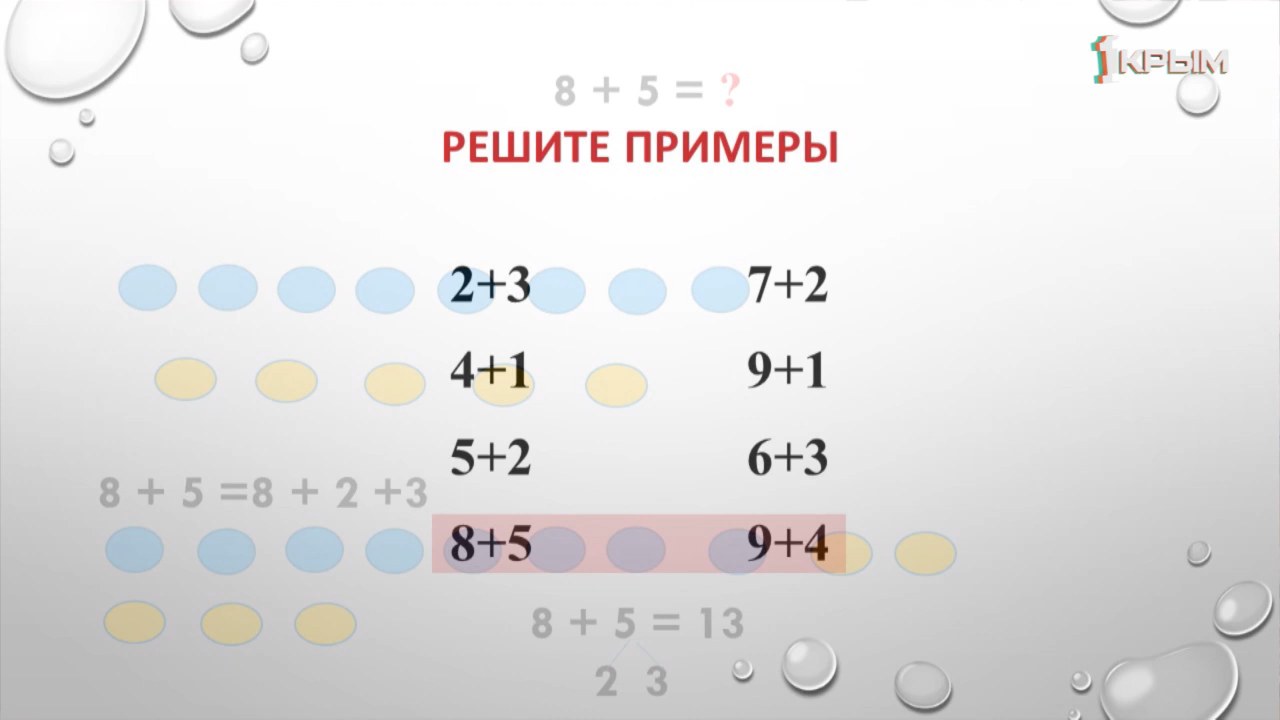 1КРЫМ
8 + 5 = ?
РЕШИТЕ ПРИМЕРЫ
2+3 7+2
4+1 9+1
5+2 6+3
8 + 5 =8 + 2 +3
8+5 9+4
8 + 5 = 13
2 3